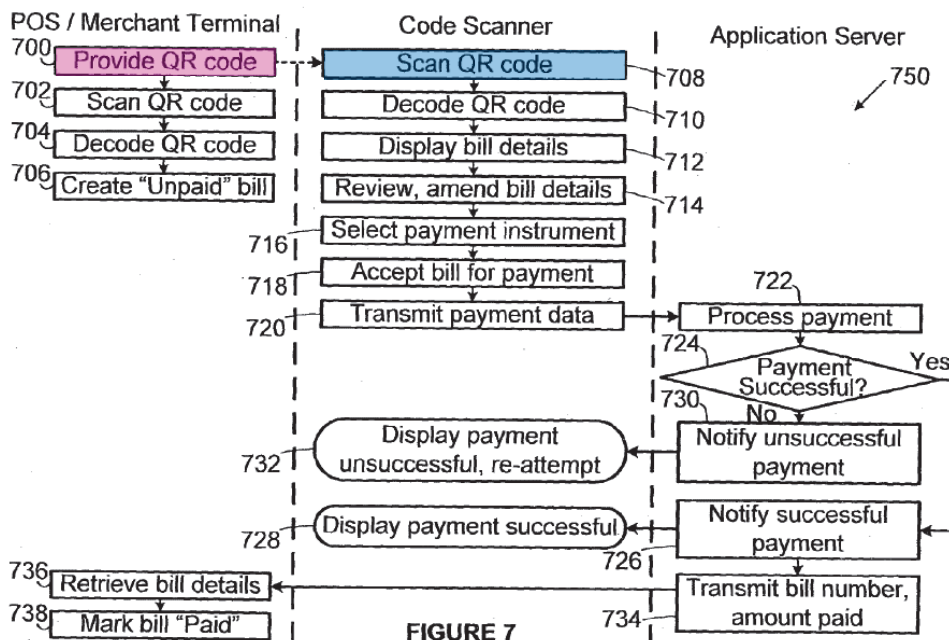 POS / Merchant Terminal
Code Scanner
Application Server
700
Provide QR code
Scan QR code
708
750
702
Scan QR code
Decode QR code
710
704
Decode QR code
Display bill details
712
706
Create “Unpaid” bill
Review, amend bill details
714
716
Select payment instrument
718
Accept bill for payment
722
720
Transmit payment data
Process payment
724
Payment
Successful?
Yes
730
No
Display payment
unsuccessful, re-attempt
732
Notify unsuccessful
payment
728
Display payment successful
Notify successful
payment
726
736
Retrieve bill details
Transmit bill number,
amount paid
734
738
Mark bill “Paid”
FIGURE 7